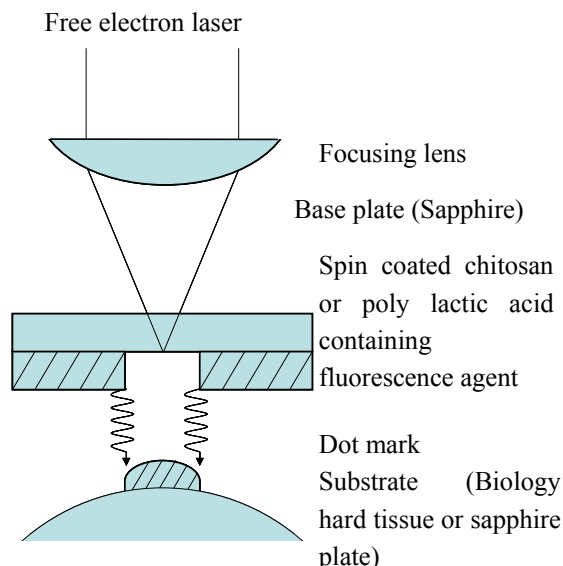 Free electron laser
Focusing lens
Base plate (Sapphire)
Spin coated chitosan
or poly lactic acid
containing
fluorescence agent
Dot mark
Substrate (Biology
hard tissue or sapphire
plate)